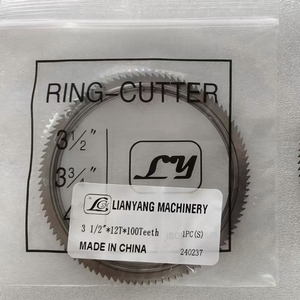 RING-CUTTER
3 1/2"
3 3/4"
4
LY
LIANYANG MACHINERY
3 1/2"*12T*100Teeth 1PC(S)
MADE IN CHINA
240237